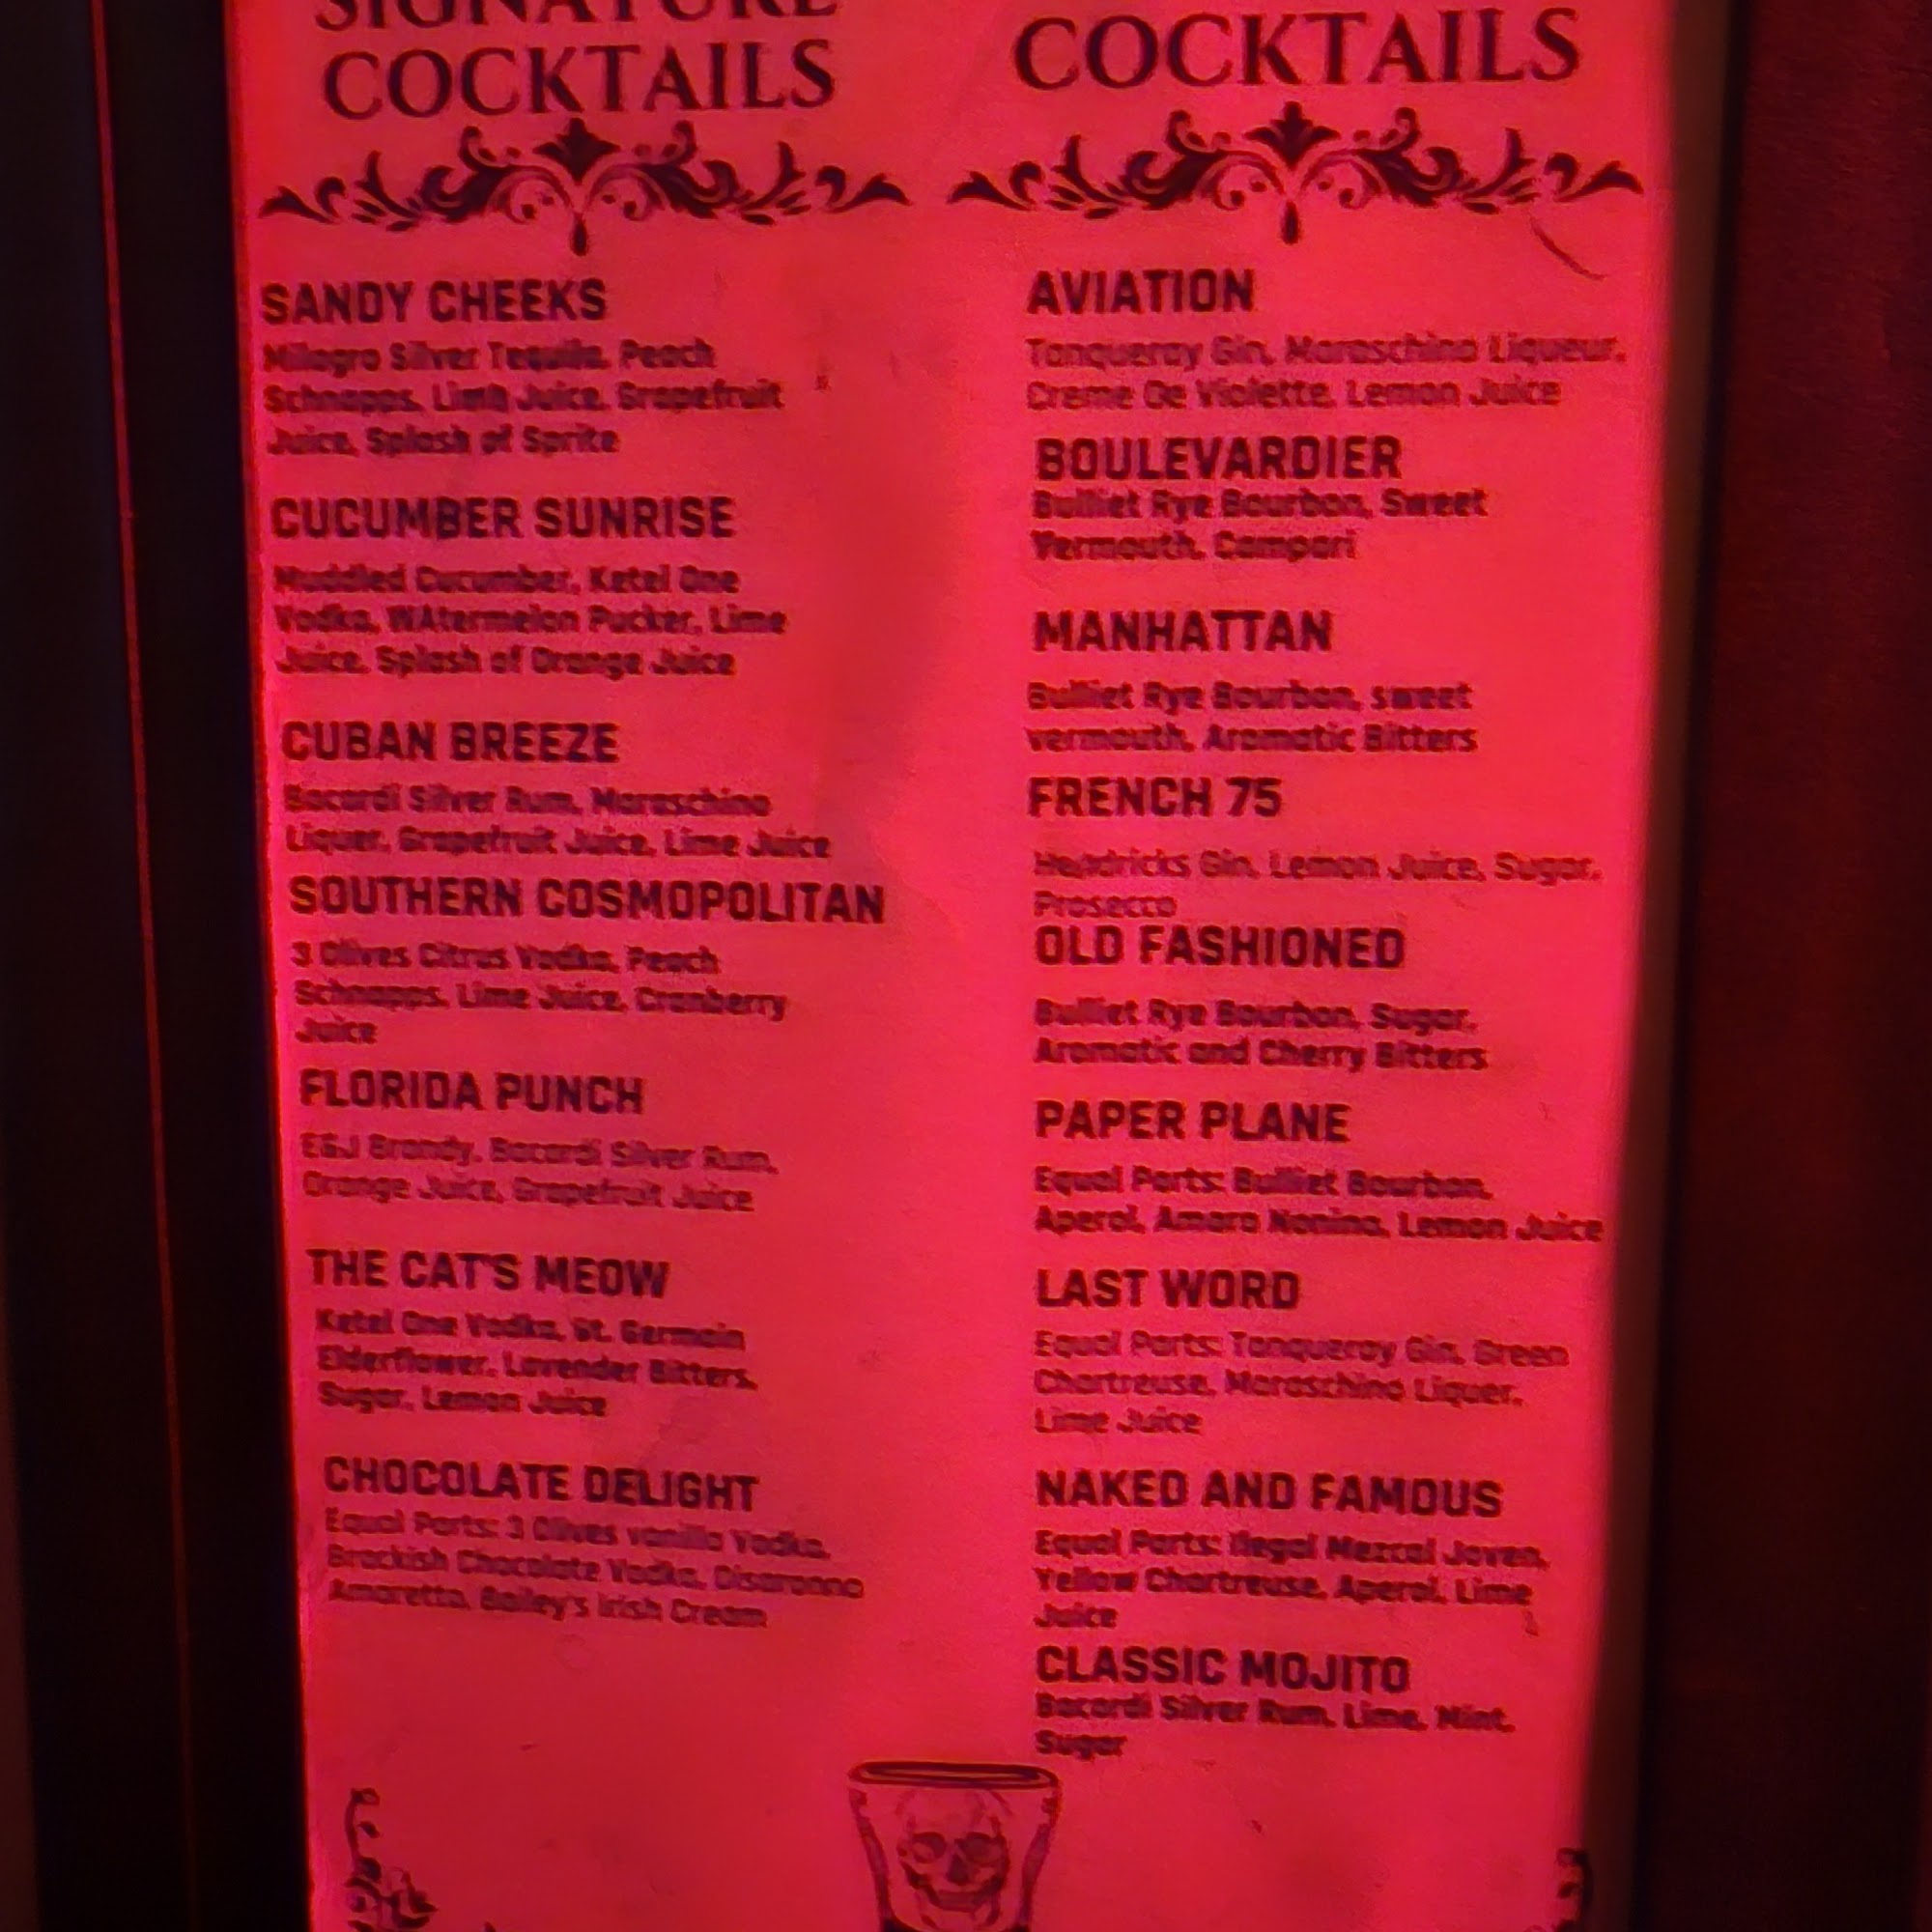 SIGNATURE
COCKTAILS
SANDY CHEEKS
Milagro Silver Tequila, Peach
Schnapps, Lime Juice, Grapefruit
Juice, Splash of Sprite
CUCUMBER SUNRISE
Muddled Cucumber, Ketel One
Vodka, WAtermelon Pucker, Lime
Juice, Splash of Orange Juice
CUBAN BREEZE
Bacardi Silver Rum, Maraschino
Liquer, Grapefruit Juice, Lime Juice
SOUTHERN COSMOPOLITAN
3 Olives Citrus Vodka, Peach
Schnapps, Lime Juice, Cranberry
Juice
FLORIDA PUNCH
E&J Brandy, Bacardi Silver Rum,
Orange Juice, Grapefruit Juice
THE CAT'S MEOW
Ketel One Vodka, St. Germain
Elderflower, Lavender Bitters,
Sugar, Lemon Juice
CHOCOLATE DELIGHT
Equal Parts: 3 Olives vanilla Vodka,
Brackish Chocolate Vodka, Disaronno
Amaretto, Bailey's Irish Cream
COCKTAILS
AVIATION
Tanqueray Gin, Maraschino Liqueur,
Creme De Violette, Lemon Juice
BOULEVARDIER
Bulliet Rye Bourbon, Sweet
Vermouth, Campari
MANHATTAN
Bulliet Rye Bourbon, sweet
vermouth, Aromatic Bitters
FRENCH 75
Hendricks Gin, Lemon Juice, Sugar,
Prosecco
OLD FASHIONED
Bulliet Rye Bourbon, Sugar,
Aromatic and Cherry Bitters
PAPER PLANE
Equal Parts: Bulliet Bourbon,
Aperol, Amaro Nonino, Lemon Juice
LAST WORD
Equal Parts: Tanqueray Gin, Green
Chartreuse, Maraschino Liquer,
Lime Juice
NAKED AND FAMOUS
Equal Parts: Ilegal Mezcal Joven,
Yellow Chartreuse, Aperol, Lime
Juice
CLASSIC MOJITO
Bacardi Silver Rum, Lime, Mint,
Sugar